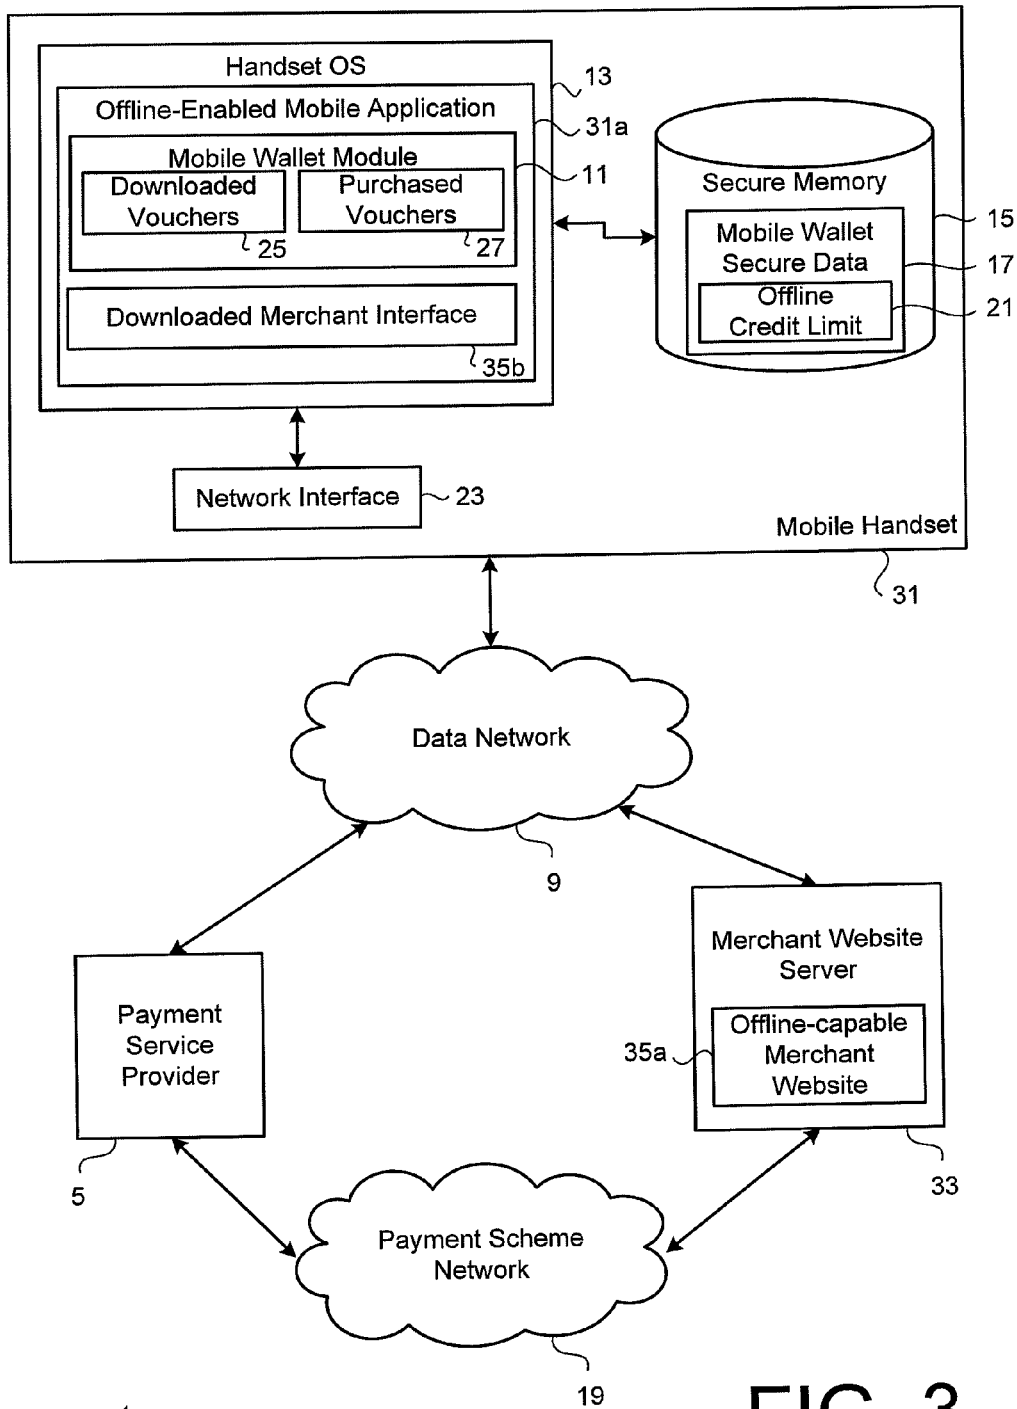 Handset OS
13
Offline-Enabled Mobile Application
31a
Mobile Wallet Module
11
Downloaded
Vouchers
25
Purchased
Vouchers
27
Downloaded Merchant Interface
35b
Secure Memory
15
Mobile Wallet
Secure Data
17
Offline
Credit Limit
21
Network Interface
23
Mobile Handset
31
Data Network
9
Payment
Service
Provider
5
Merchant Website
Server
Offline-capable
Merchant
Website
35a
33
Payment Scheme
Network
19
FIG. 3